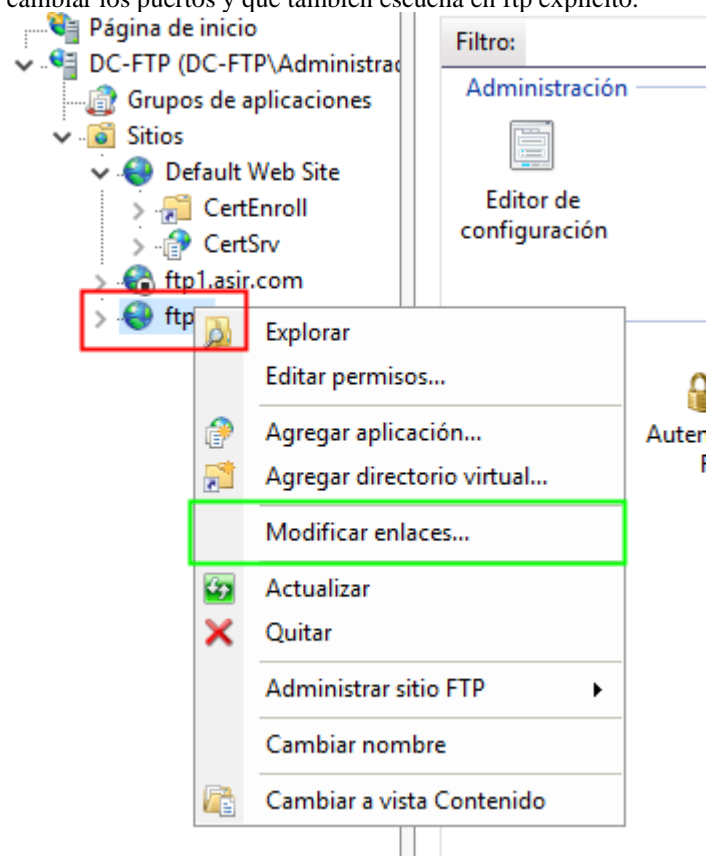 cambiar los puertos y que también escucha en ftp explícito.
Página de inicio
DC-FTP (DC-FTP\Administrad
Grupos de aplicaciones
Sitios
Default Web Site
CertEnroll
CertSrv
ftp1.asir.com
ftp
Filtro:
Administración
Editor de
configuración
Explorar
Editar permisos...
Agregar aplicación...
Agregar directorio virtual...
Modificar enlaces...
Actualizar
Quitar
Administrar sitio FTP
Cambiar nombre
Cambiar a vista Contenido